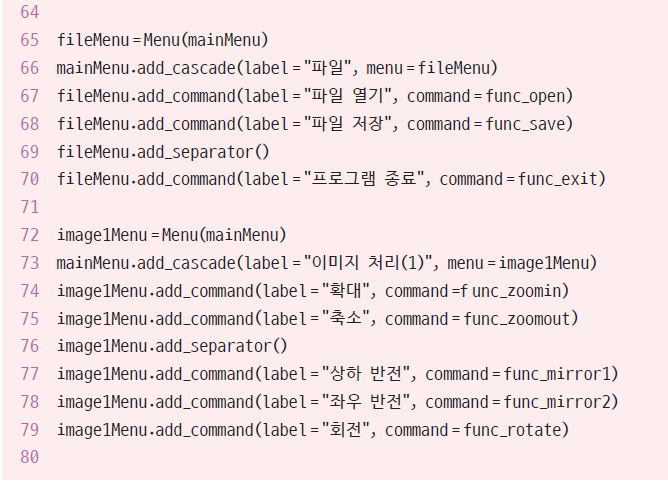 64
65 fileMenu=Menu(mainMenu)
66 mainMenu.add_cascade(label="파일", menu=fileMenu)
67 fileMenu.add_command(label="파일 열기", command=func_open)
68 fileMenu.add_command(label="파일 저장", command=func_save)
69 fileMenu.add_separator()
70 fileMenu.add_command(label="프로그램 종료", command=func_exit)
71
72 image1Menu=Menu(mainMenu)
73 mainMenu.add_cascade(label="이미지 처리(1)", menu=image1Menu)
74 image1Menu.add_command(label="확대", command=f unc_zoomin)
75 image1Menu.add_command(label="축소", command=func_zoomout)
76 image1Menu.add_separator()
77 image1Menu.add_command(label="상하 반전", command=func_mirror1)
78 image1Menu.add_command(label="좌우 반전", command=func_mirror2)
79 image1Menu.add_command(label="회전", command=func_rotate)
80